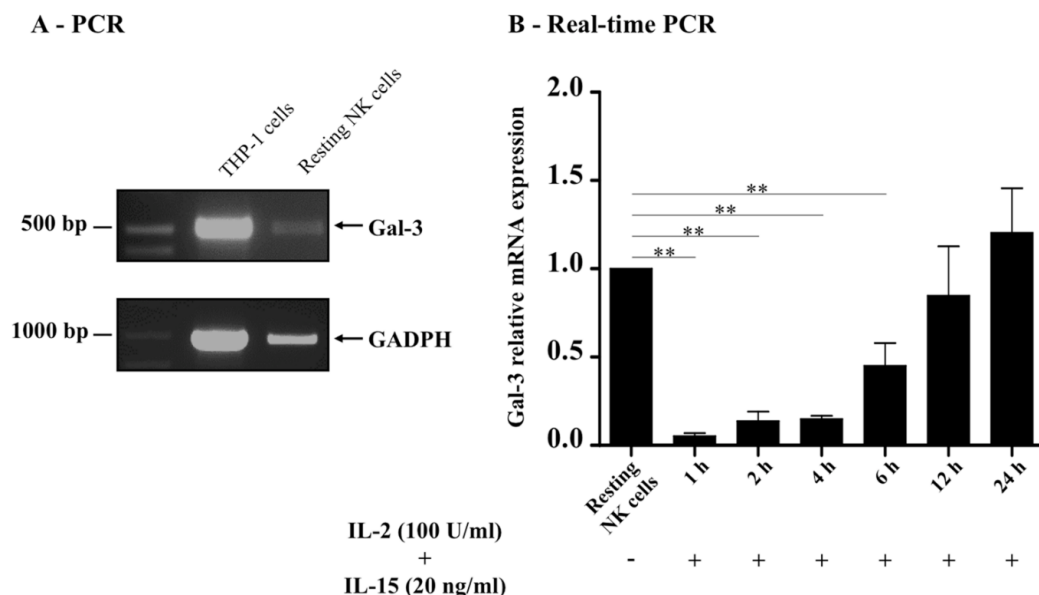 A - PCR
THP-1 cells
Resting NK cells
500 bp
Gal-3
1000 bp
GADPH
B - Real-time PCR
Gal-3 relative mRNA expression
2.0
1.5
1.0
0.5
0.0
**
**
**
**
Resting
NK cells
1 h
2 h
4 h
6 h
12 h
24 h
IL-2 (100 U/ml)
+
IL-15 (20 ng/ml)
- + + + + + +